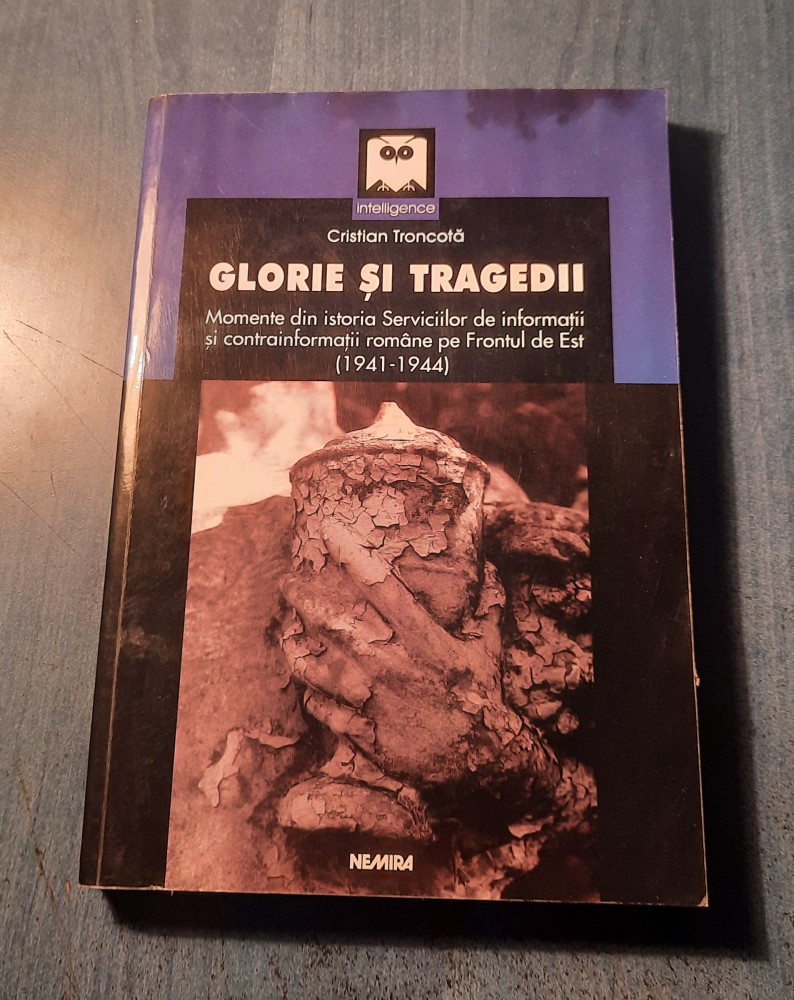 intelligence
Cristian Troncotă
GLORIE ȘI TRAGEDII
Momente din istoria Serviciilor de informații
și contrainformații române pe Frontul de Est
(1941-1944)
NEMIRA